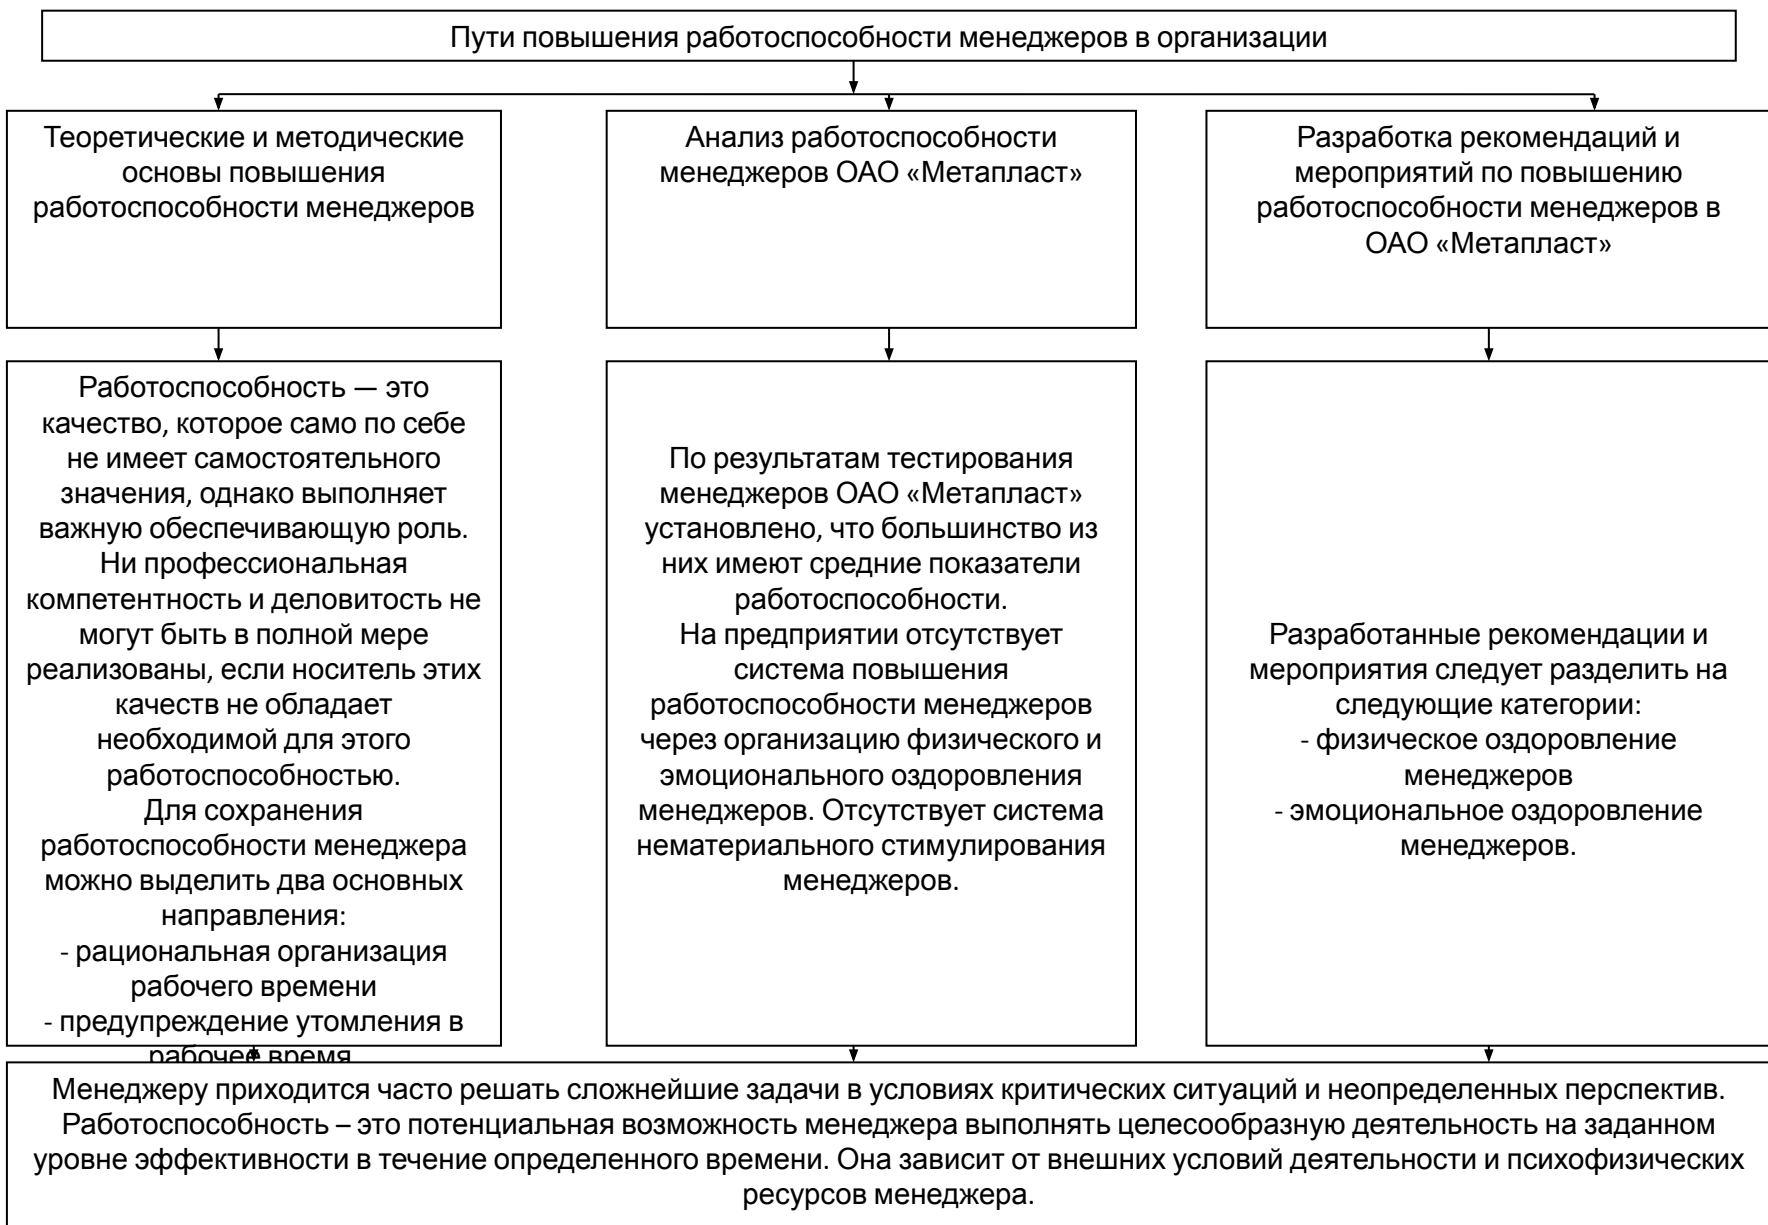 Пути повышения работоспособности менеджеров в организации
Теоретические и методические
основы повышения
работоспособности менеджеров
Анализ работоспособности
менеджеров ОАО «Метапласт»
Разработка рекомендаций и
мероприятий по повышению
работоспособности менеджеров в
ОАО «Метапласт»
Работоспособность — это
качество, которое само по себе
не имеет самостоятельного
значения, однако выполняет
важную обеспечивающую роль.
Ни профессиональная
компетентность и деловитость не
могут быть в полной мере
реализованы, если носитель этих
качеств не обладает
необходимой для этого
работоспособностью.
Для сохранения
работоспособности менеджера
можно выделить два основных
направления:
- рациональная организация
рабочего времени
- предупреждение утомления в
рабочее время
По результатам тестирования
менеджеров ОАО «Метапласт»
установлено, что большинство из
них имеют средние показатели
работоспособности.
На предприятии отсутствует
система повышения
работоспособности менеджеров
через организацию физического и
эмоционального оздоровления
менеджеров. Отсутствует система
нематериального стимулирования
менеджеров.
Разработанные рекомендации и
мероприятия следует разделить на
следующие категории:
- физическое оздоровление
менеджеров
- эмоциональное оздоровление
менеджеров.
Менеджеру приходится часто решать сложнейшие задачи в условиях критических ситуаций и неопределенных перспектив.
Работоспособность – это потенциальная возможность менеджера выполнять целесообразную деятельность на заданном
уровне эффективности в течение определенного времени. Она зависит от внешних условий деятельности и психофизических
ресурсов менеджера.